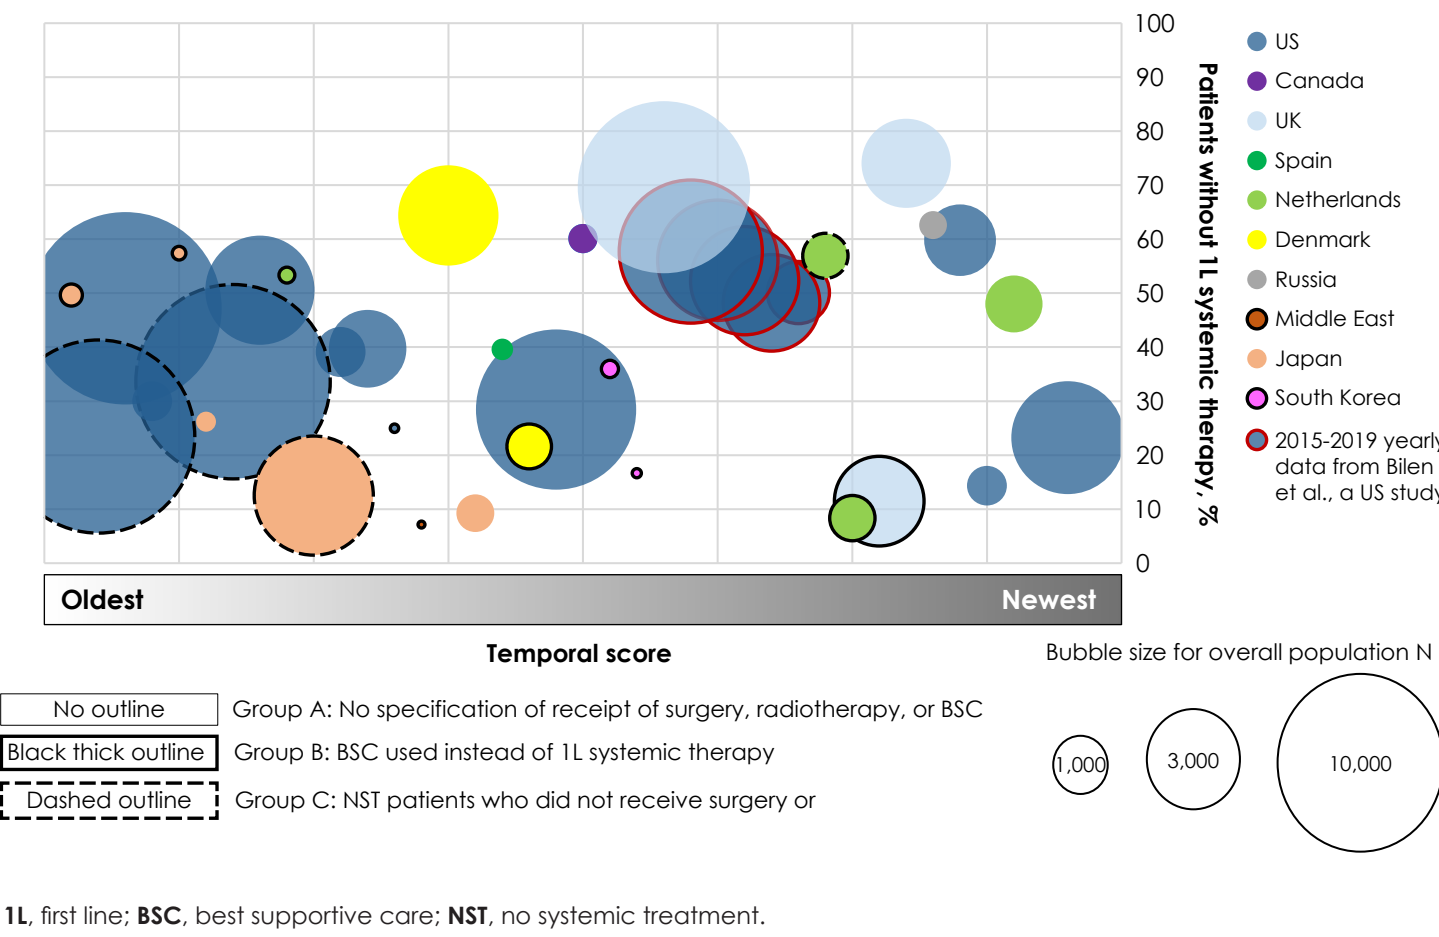 100
90
80
70
60
50
40
30
20
10
0
Patients without 1L systemic therapy, %
US
Canada
UK
Spain
Netherlands
Denmark
Russia
Middle East
Japan
South Korea
2015-2019 yearly
data from Bilen
et al., a US study
Oldest
Newest
Temporal score
Bubble size for overall population N
1,000
3,000
10,000
No outline
Group A: No specification of receipt of surgery, radiotherapy, or BSC
Black thick outline
Group B: BSC used instead of 1L systemic therapy
Dashed outline
Group C: NST patients who did not receive surgery or
1L, first line; BSC, best supportive care; NST, no systemic treatment.